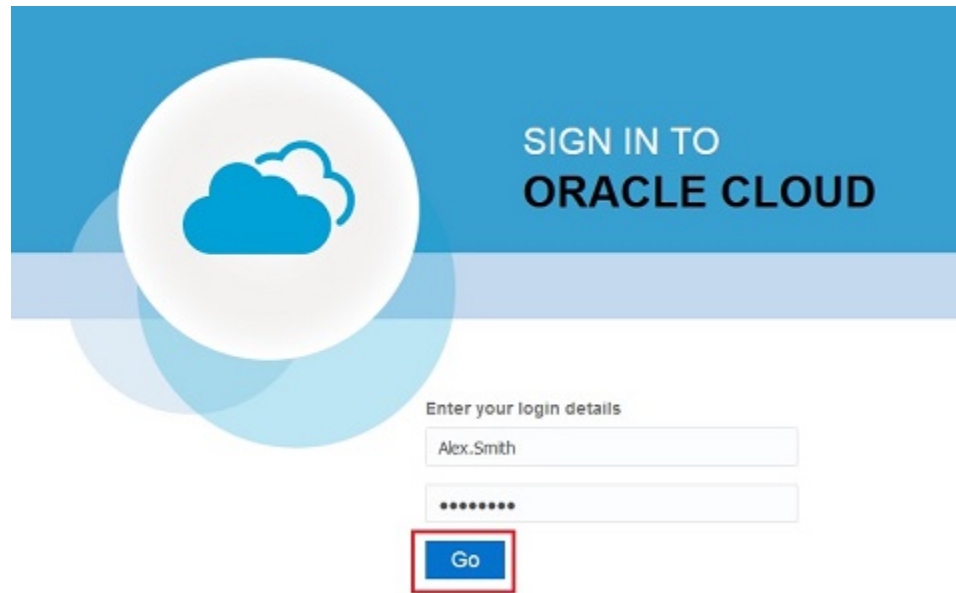 SIGN IN TO
ORACLE CLOUD
Enter your login details
Alex.Smith
••••••••
Go